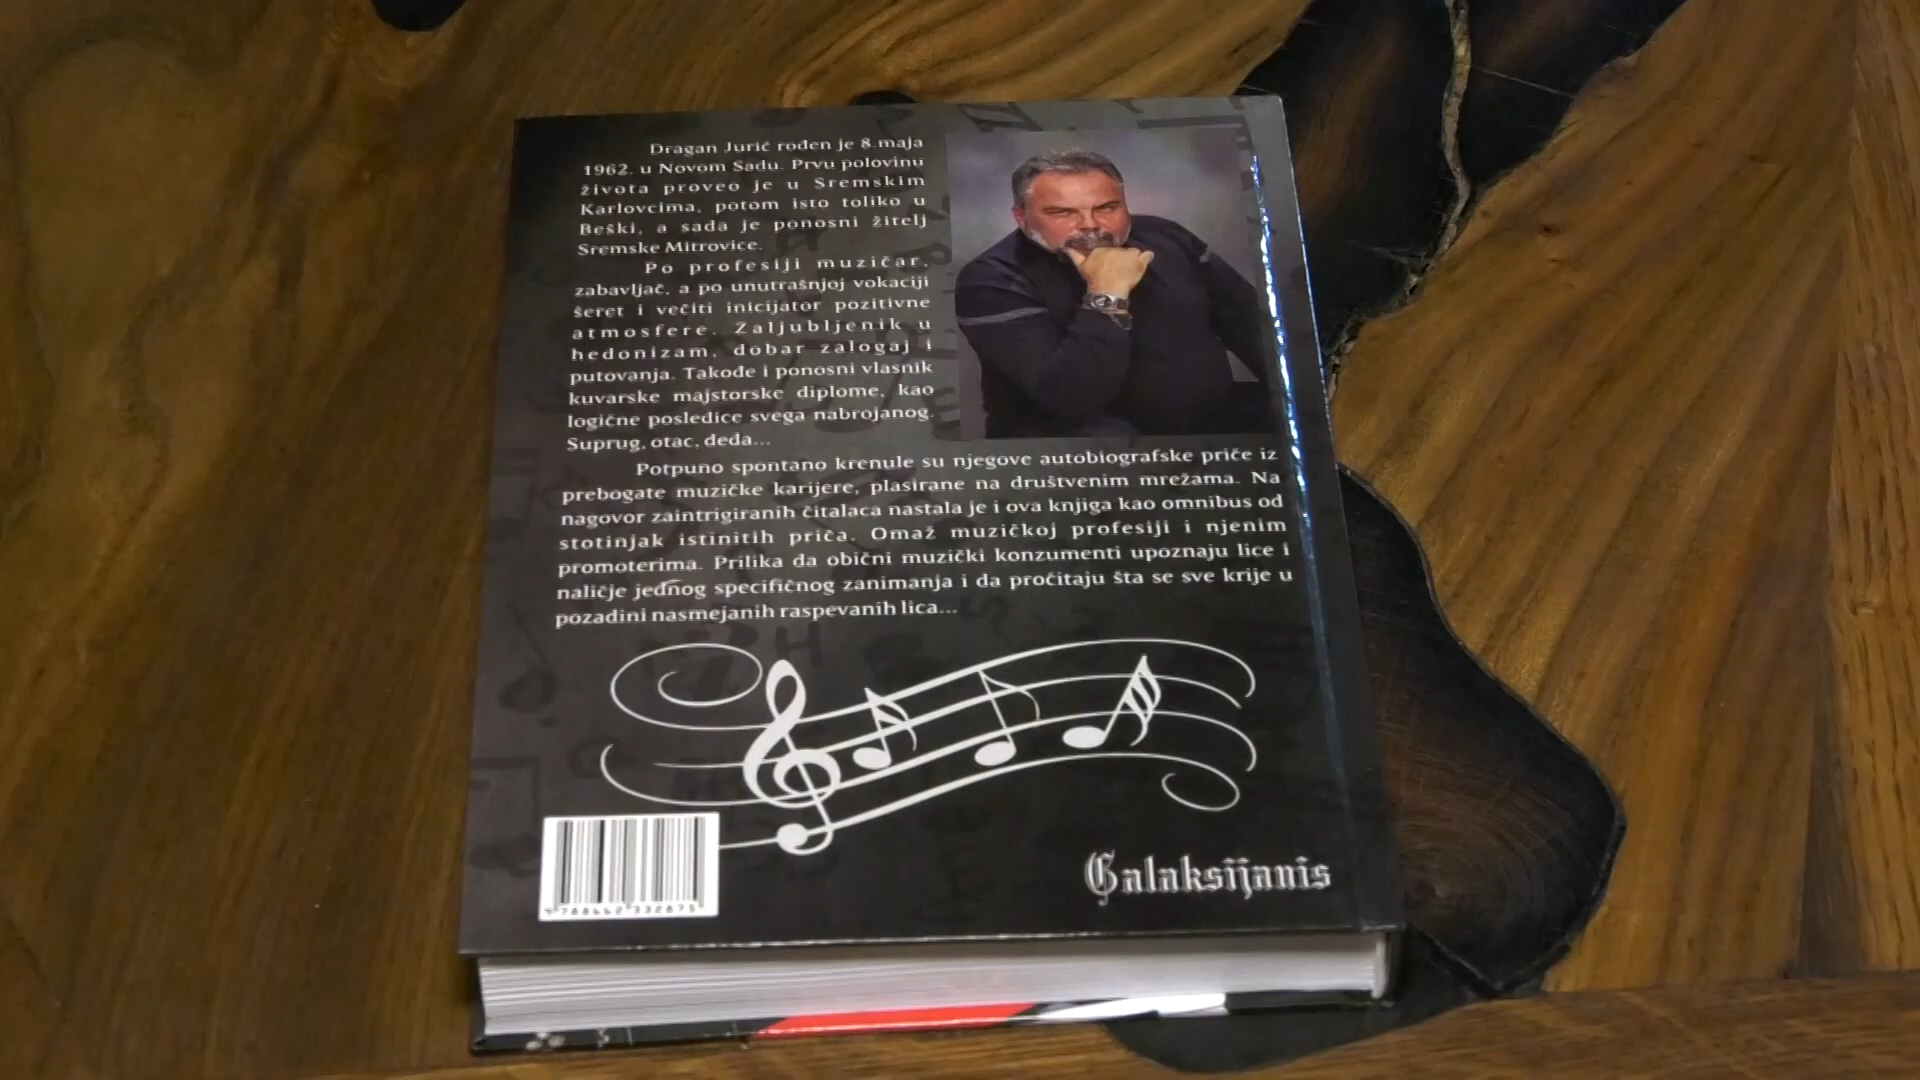 Dragan Jurić rođen je 8.maja
1962. u Novom Sadu. Prvu polovinu
života proveo je u Sremskim
Karlovcima, potom isto toliko u
Beški, a sada je ponosni žitelj
Sremske Mitrovice.
Po profesiji muzičar,
zabavljač, a po unutrašnjoj vokaciji
šeret i večiti inicijator pozitivne
atmosfere. Zaljubljenik u
hedonizam, dobar zalogaj i
putovanja. Takođe i ponosni vlasnik
kuvarske majstorske diplome, kao
logične posledice svega nabrojanog.
Suprug, otac, deda...
Potpuno spontano krenule su njegove autobiografske priče iz
prebogate muzičke karijere, plasirane na društvenim mrežama. Na
nagovor zaintrigiranih čitalaca nastala je i ova knjiga kao omnibus od
stotinjak istinitih priča. Omaž muzičkoj profesiji i njenim
promoterima. Prilika da obični muzički konzumenti upoznaju lice i
naličje jednog specifičnog zanimanja i da pročitaju šta se sve krije u
pozadini nasmejanih raspevanih lica...
Galaksijanis